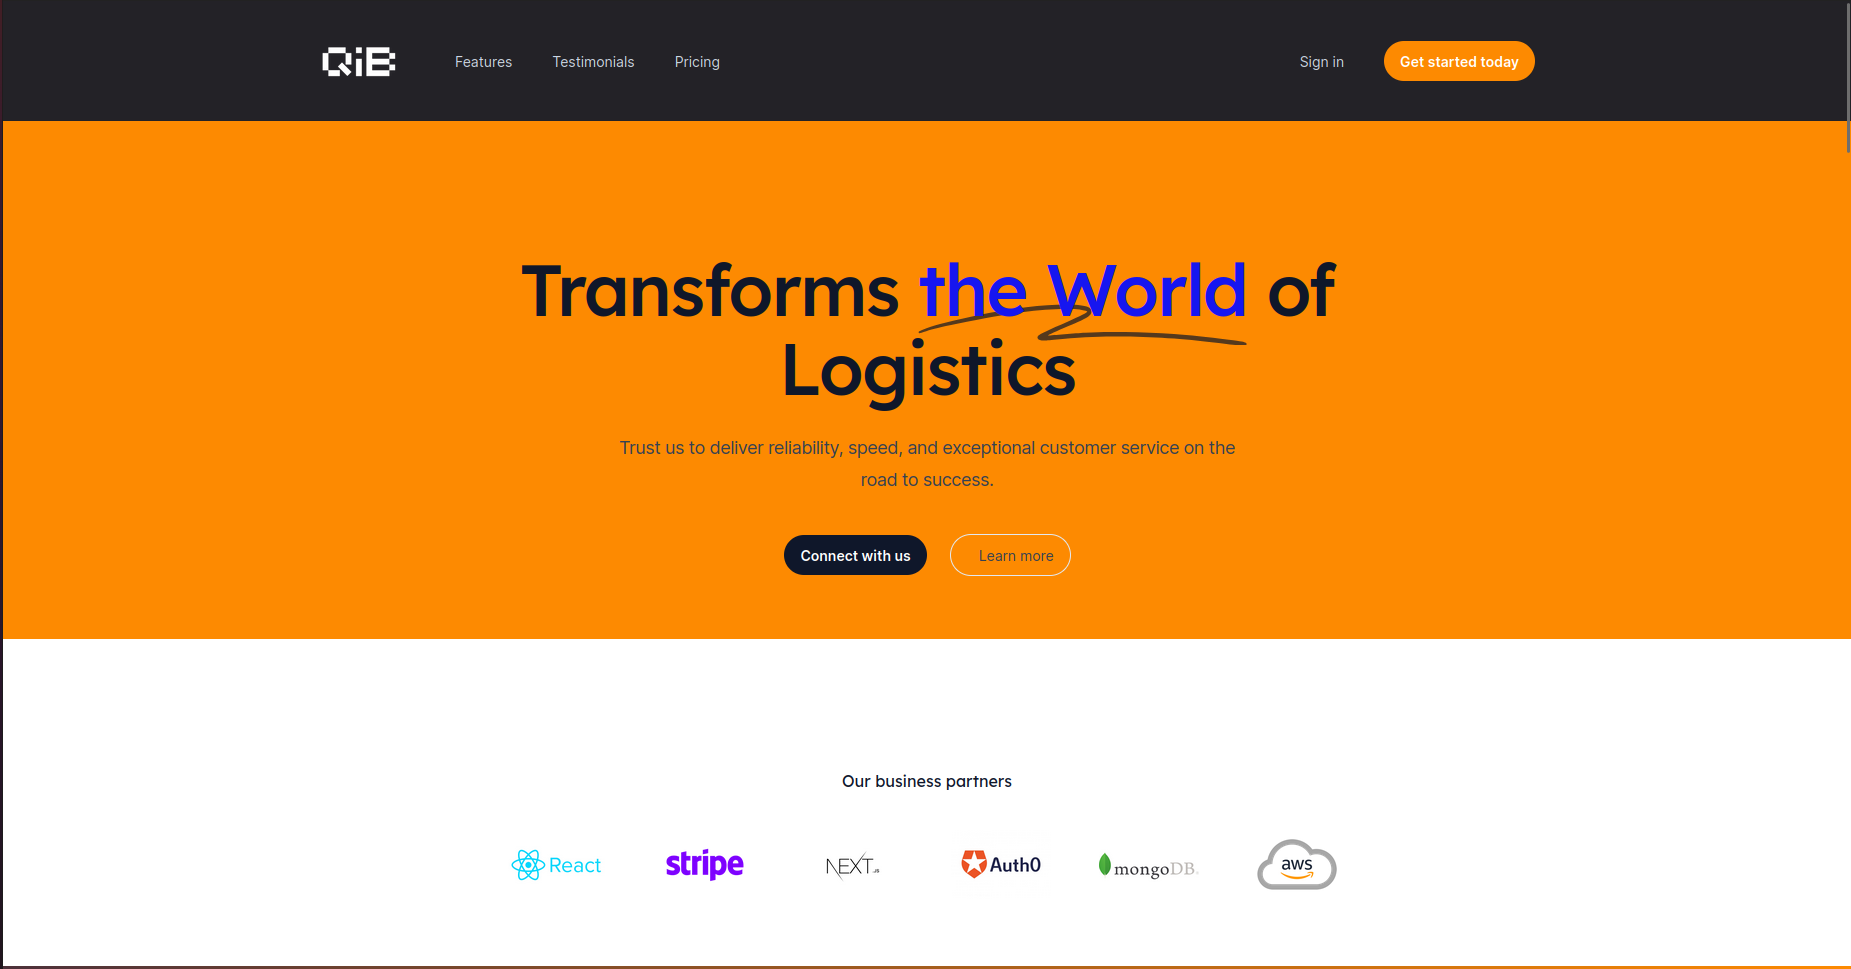 QiB
Features
Testimonials
Pricing
Sign in
Get started today
Transforms the World of
Logistics
Trust us to deliver reliability, speed, and exceptional customer service on the
road to success.
Connect with us
Learn more
Our business partners
React
stripe
NEXT.JS
Auth0
mongoDB.
aws